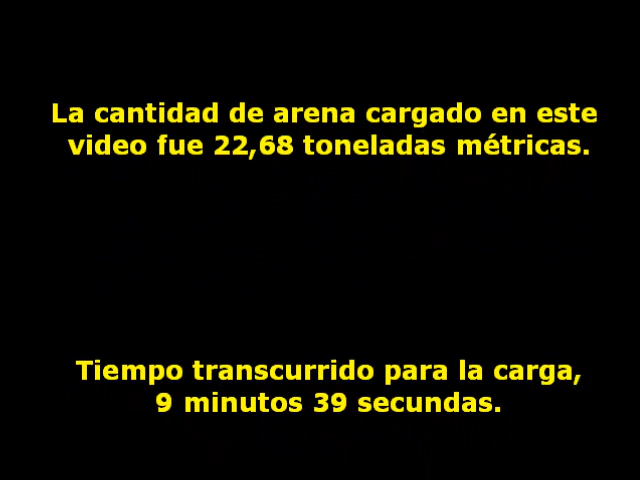 La cantidad de arena cargado en este
video fue 22,68 toneladas métricas.
Tiempo transcurrido para la carga,
9 minutos 39 secundas.